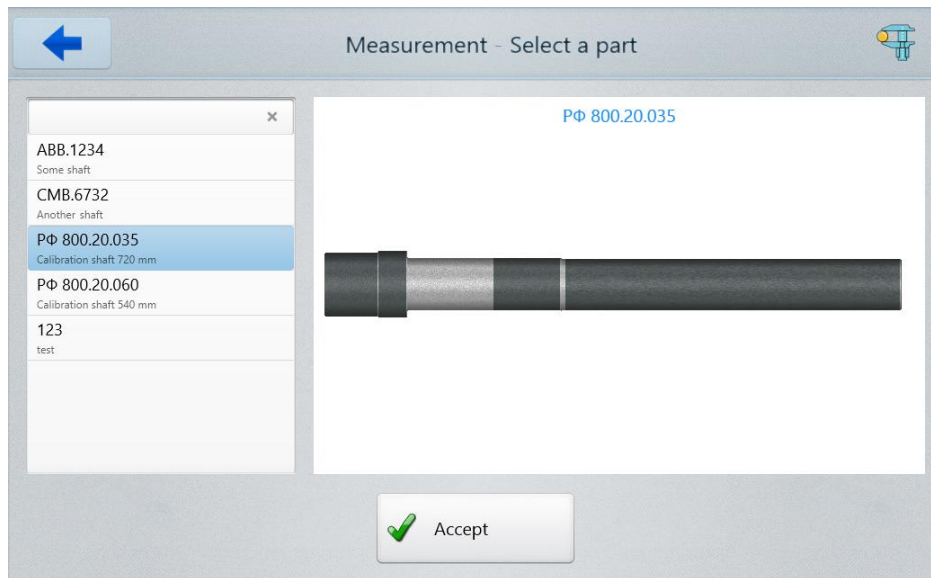 Measurement - Select a part
ABB.1234
Some shaft
CMB.6732
Another shaft
РФ 800.20.035
Calibration shaft 720 mm
РФ 800.20.060
Calibration shaft 540 mm
123
test
РФ 800.20.035
Accept